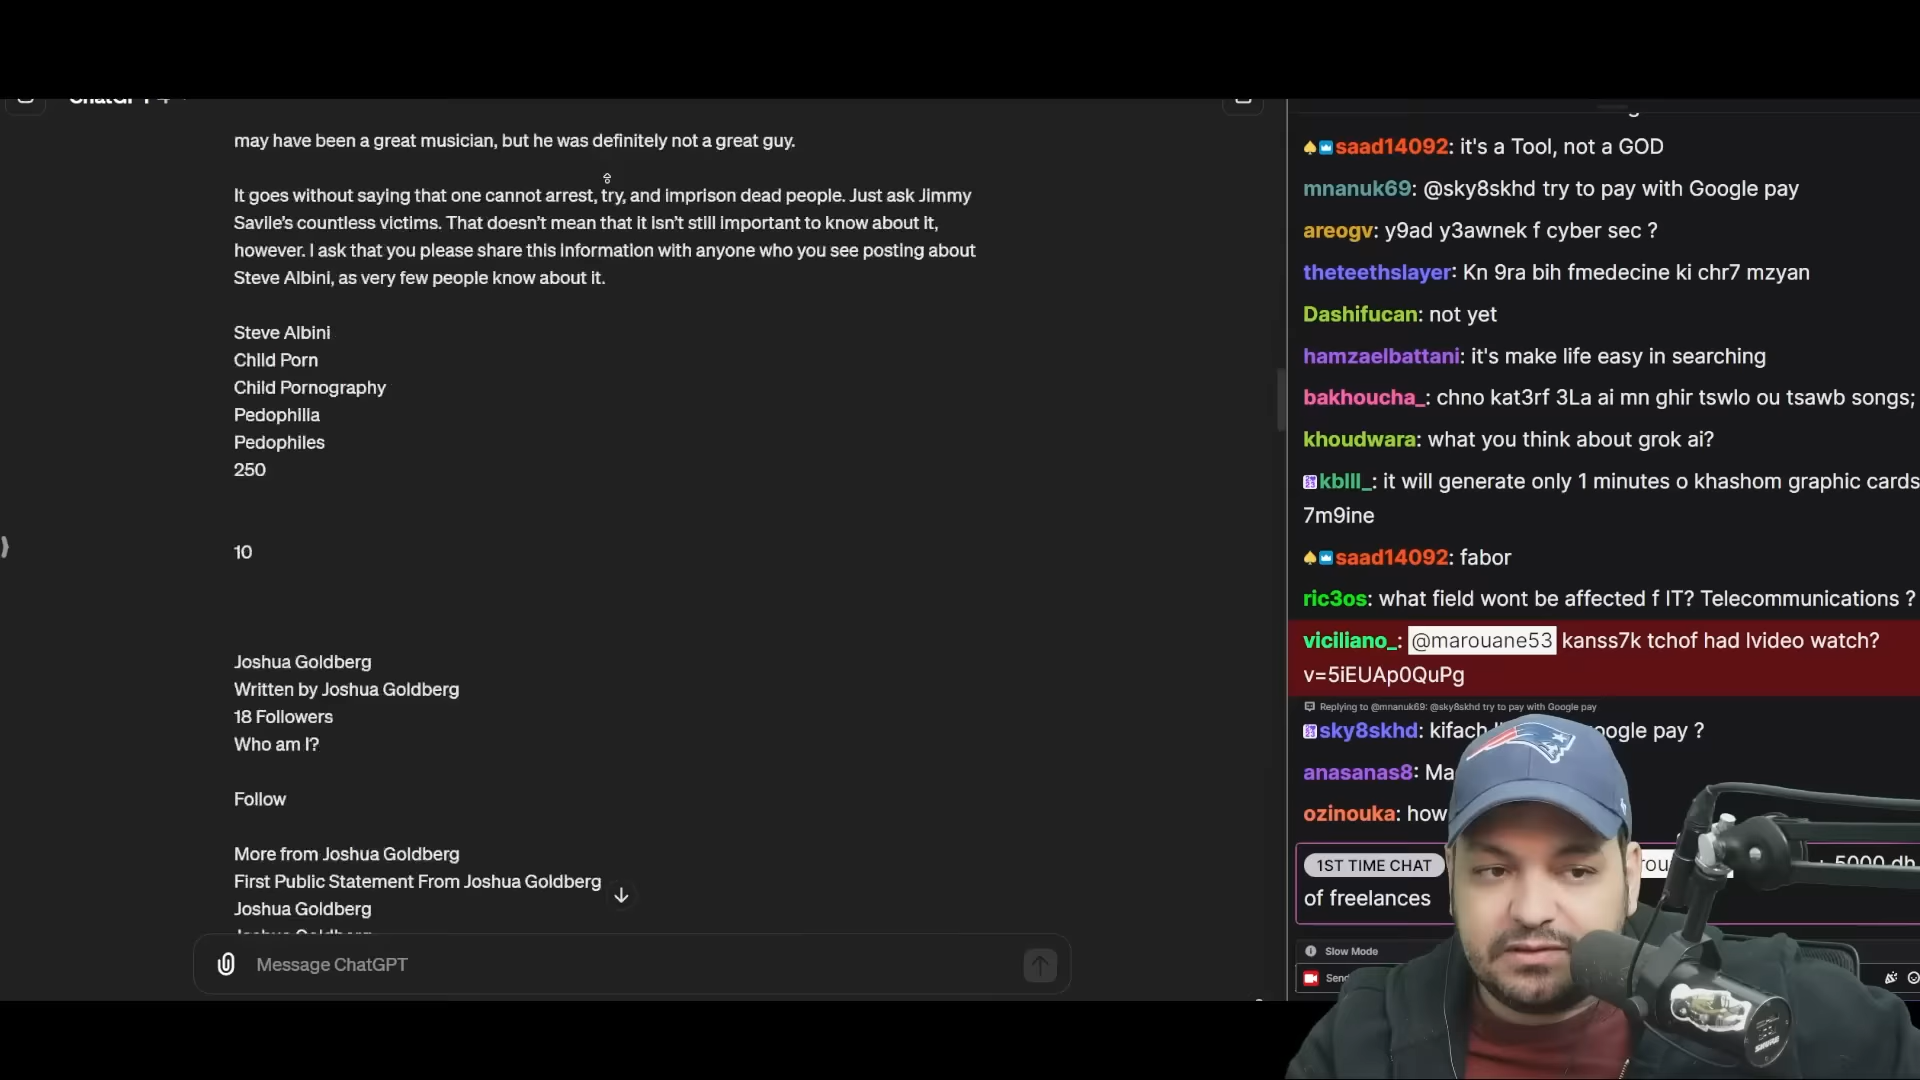 ChatGPT 4
may have been a great musician, but he was definitely not a great guy.
It goes without saying that one cannot arrest, try, and imprison dead people. Just ask Jimmy
Savile's countless victims. That doesn't mean that it isn't still important to know about it,
however. I ask that you please share this information with anyone who you see posting about
Steve Albini, as very few people know about it.
Steve Albini
Child Porn
Child Pornography
Pedophilia
Pedophiles
250
10
Joshua Goldberg
Written by Joshua Goldberg
18 Followers
Who am I?
Follow
More from Joshua Goldberg
First Public Statement From Joshua Goldberg
Joshua Goldberg
Joshua Goldberg
Message ChatGPT
saad14092: it's a Tool, not a GOD
mnanuk69: @sky8skhd try to pay with Google pay
areogv: y9ad y3awnek f cyber sec ?
theteethslayer: Kn 9ra bih fmedecine ki chr7 mzyan
Dashifucan: not yet
hamzaelbattani: it's make life easy in searching
bakhoucha_: chno kat3rf 3La ai mn ghir tswlo ou tsawb songs;
khoudwara: what you think about grok ai?
kblll_: it will generate only 1 minutes o khashom graphic cards
7m9ine
saad14092: fabor
ric3os: what field wont be affected f IT? Telecommunications ?
viciliano_: @marouane53 kanss7k tchof had lvideo watch?
v=5iEUAp0QuPg
Replying to @mnanuk69: @sky8skhd try to pay with Google pay
sky8skhd: kifach oogle pay ?
anasanas8: Ma
ozinouka: how
1ST TIME CHAT rou + 5000 dh
of freelances
Slow Mode
Send
SHURE